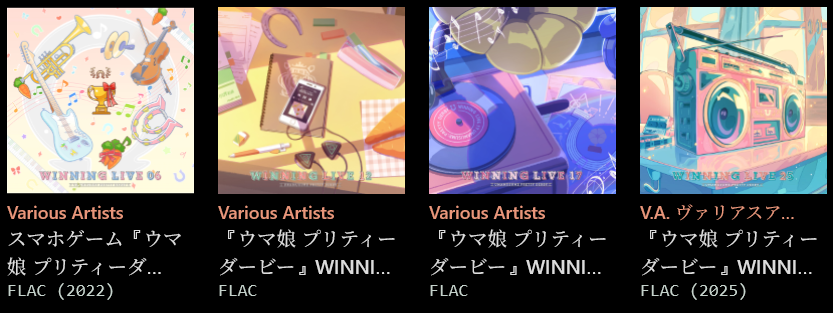 WINNING LIVE 06
WINNING LIVE
WINNING LIVE 17
WINNING LIVE
Various Artists
スマホゲーム『ウマ
娘 プリティーダ...
FLAC (2022)
Various Artists
『ウマ娘 プリティー
ダービー』WINNI...
FLAC
Various Artists
『ウマ娘 プリティー
ダービー』WINNI...
FLAC
V.A. ヴァリアスア...
『ウマ娘 プリティー
ダービー』WINNI...
FLAC (2025)